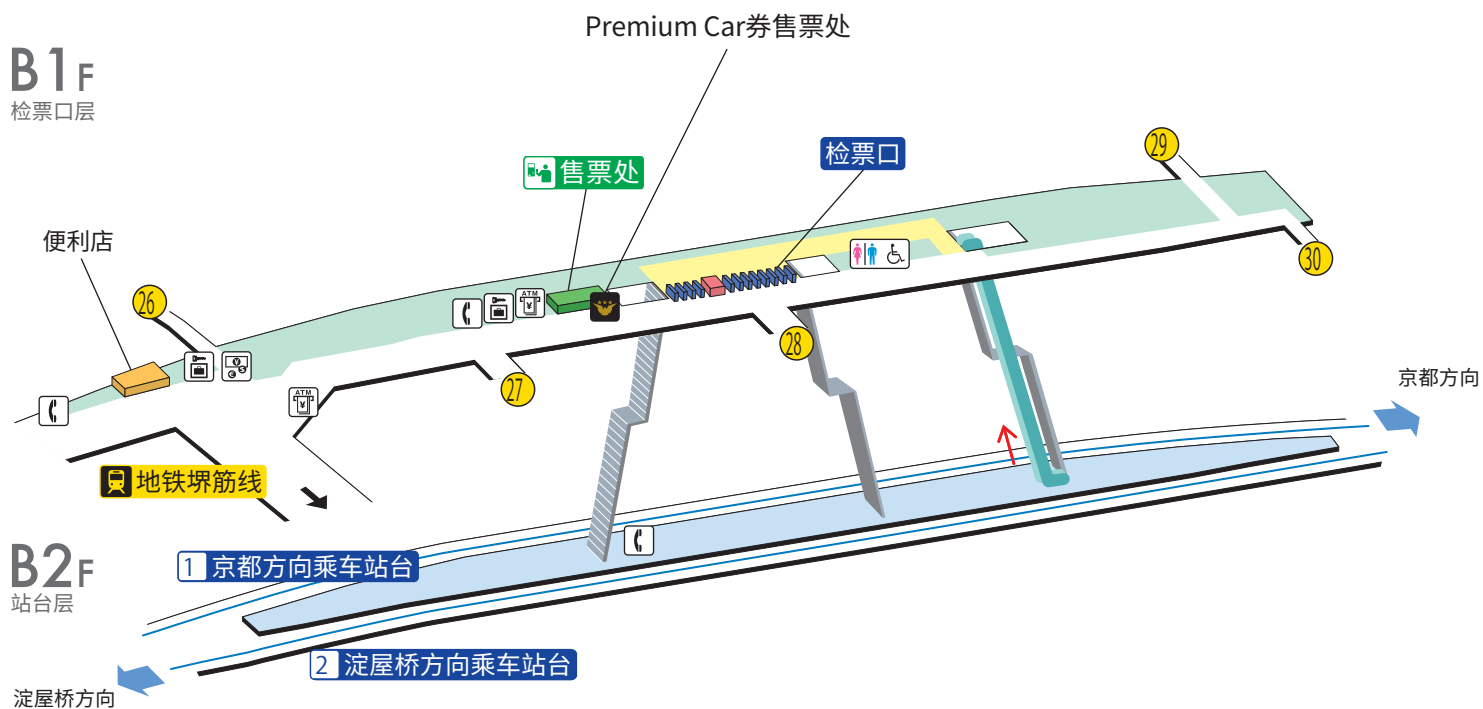 Premium Car券售票处
B1F
检票口层
29
检票口
售票处
便利店
30
ATM
¥
26
28
¥
€
$
27
ATM
¥
京都方向
地铁堺筋线
B2F
站台层
1 京都方向乘车站台
2 淀屋桥方向乘车站台
淀屋桥方向